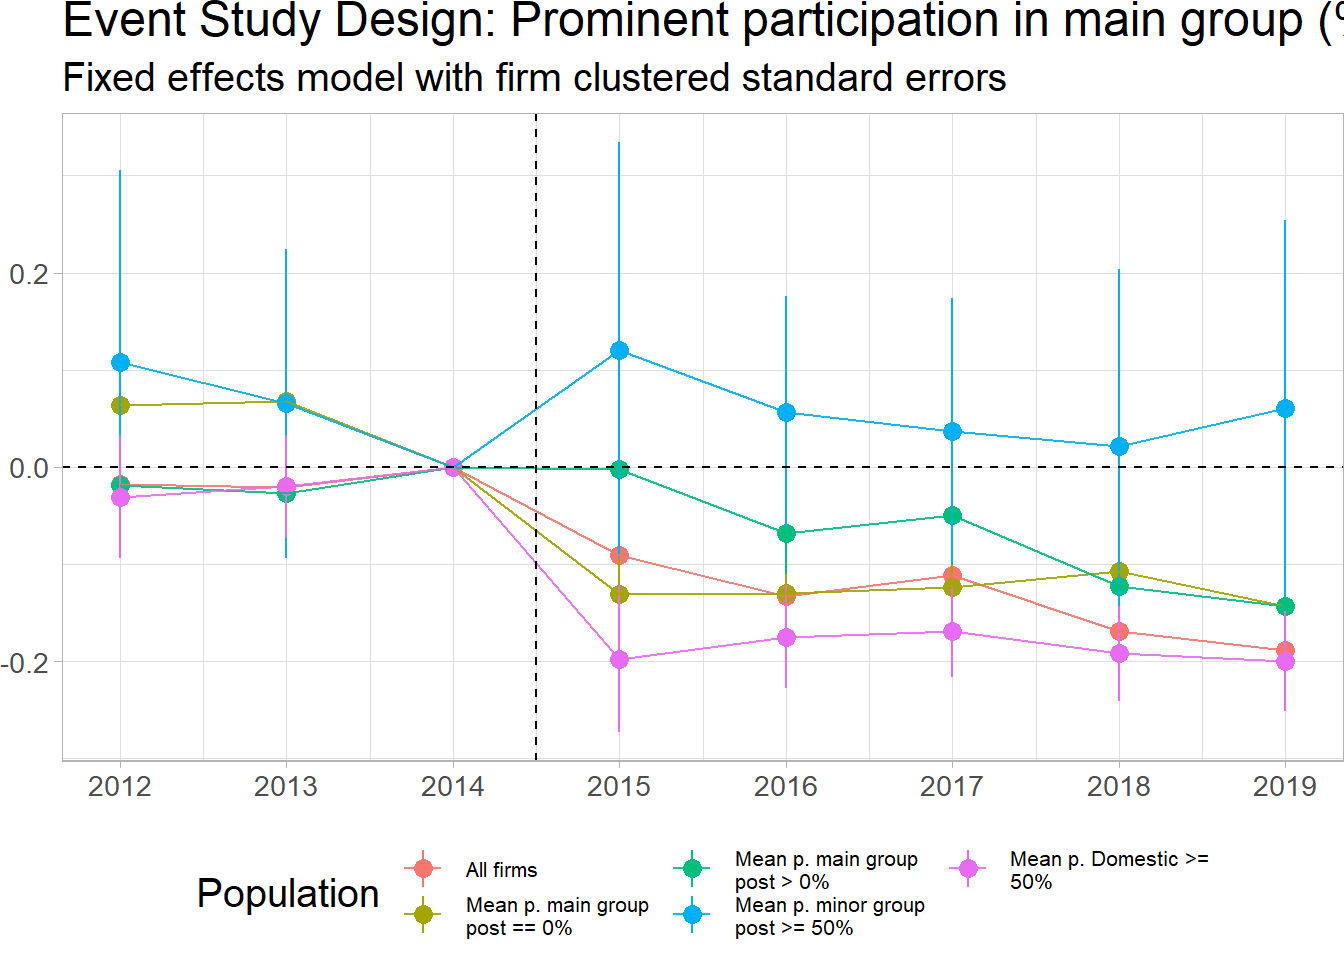 Event Study Design: Prominent participation in main group (
Fixed effects model with firm clustered standard errors
0.2
0.0
-0.2
2012 2013 2014 2015 2016 2017 2018 2019
Population
All firms
Mean p. main group
post == 0%
Mean p. main group
post > 0%
Mean p. minor group
post >= 50%
Mean p. Domestic >=
50%